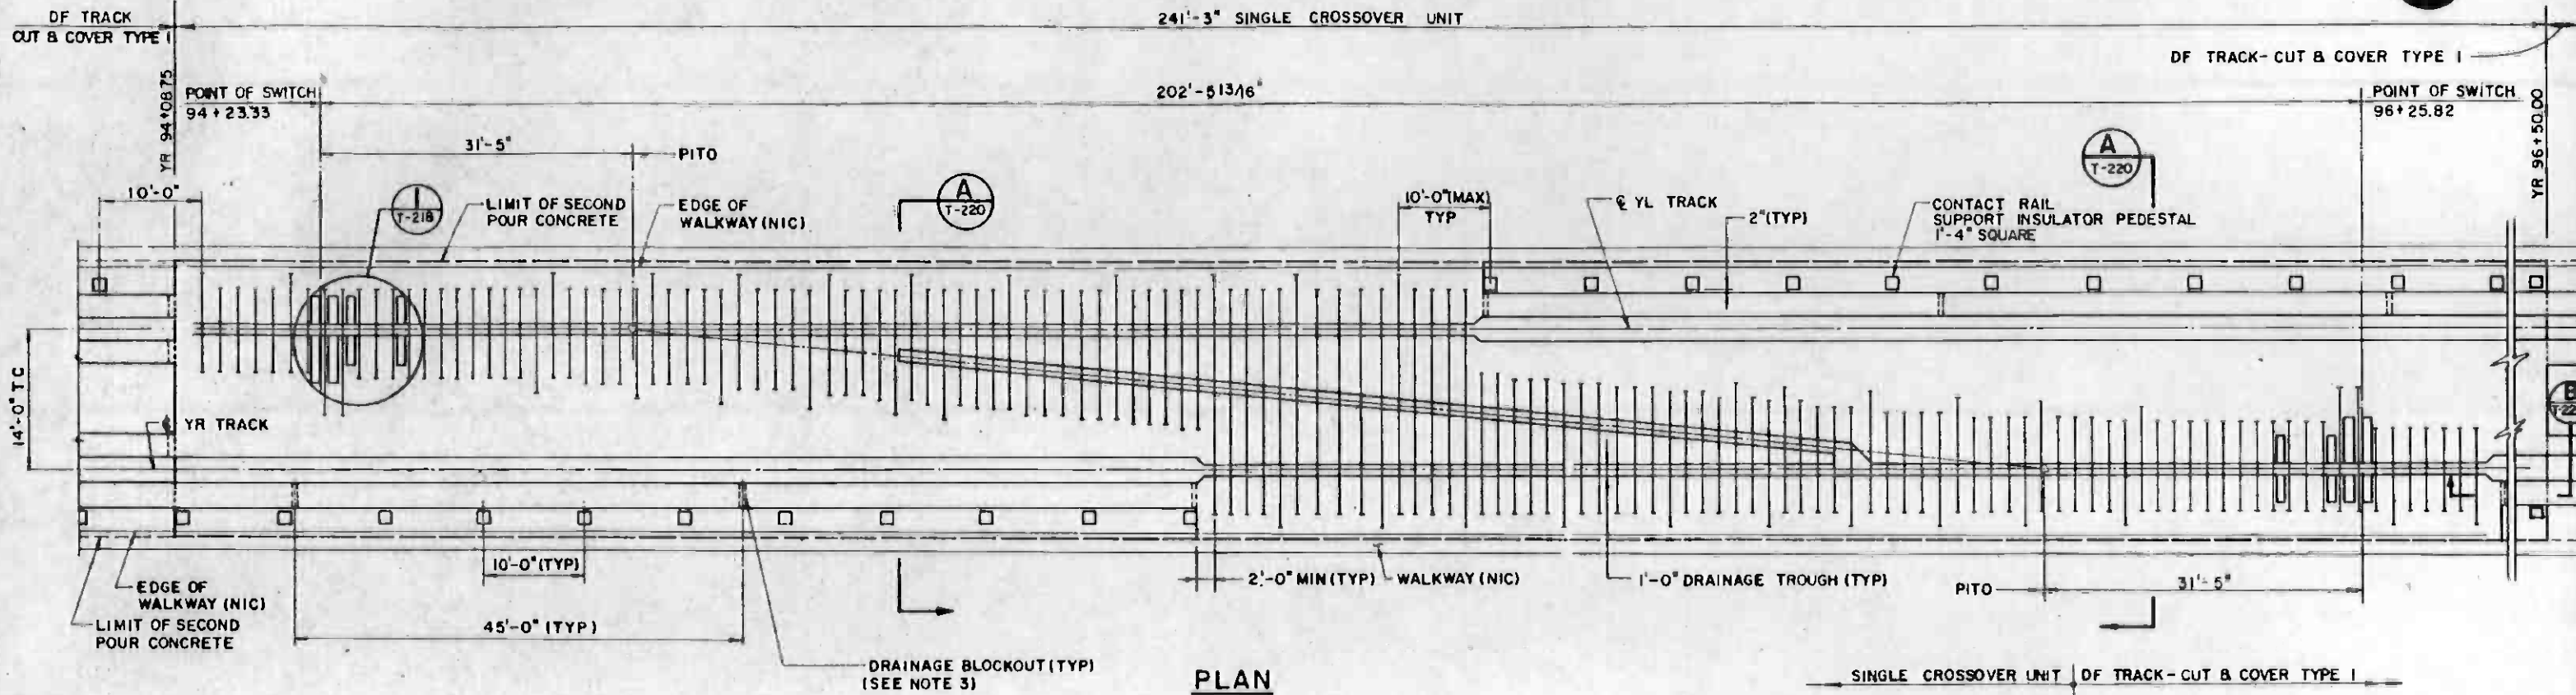 DF TRACK
CUT & COVER TYPE I
241'-3" SINGLE CROSSOVER UNIT
DF TRACK-CUT & COVER TYPE I
YR 94+08.75
POINT OF SWITCH
94+23.33
202'-5 13/16"
POINT OF SWITCH
96+25.82
YR 96+50.00
31'-5"
PITO
10'-0"
I
T-218
LIMIT OF SECOND
POUR CONCRETE
EDGE OF
WALKWAY (NIC)
A
T-220
10'-0"(MAX)
TYP
℄ YL TRACK
2"(TYP)
A
T-220
CONTACT RAIL
SUPPORT INSULATOR PEDESTAL
1'-4" SQUARE
14'-0" TC
℄ YR TRACK
B
EDGE OF
WALKWAY (NIC)
LIMIT OF SECOND
POUR CONCRETE
10'-0"(TYP)
45'-0" (TYP)
2'-0" MIN (TYP)
WALKWAY (NIC)
1'-0" DRAINAGE TROUGH (TYP)
PITO
31'-5"
DRAINAGE BLOCKOUT (TYP)
(SEE NOTE 3)
PLAN
SINGLE CROSSOVER UNIT
DF TRACK-CUT & COVER TYPE I